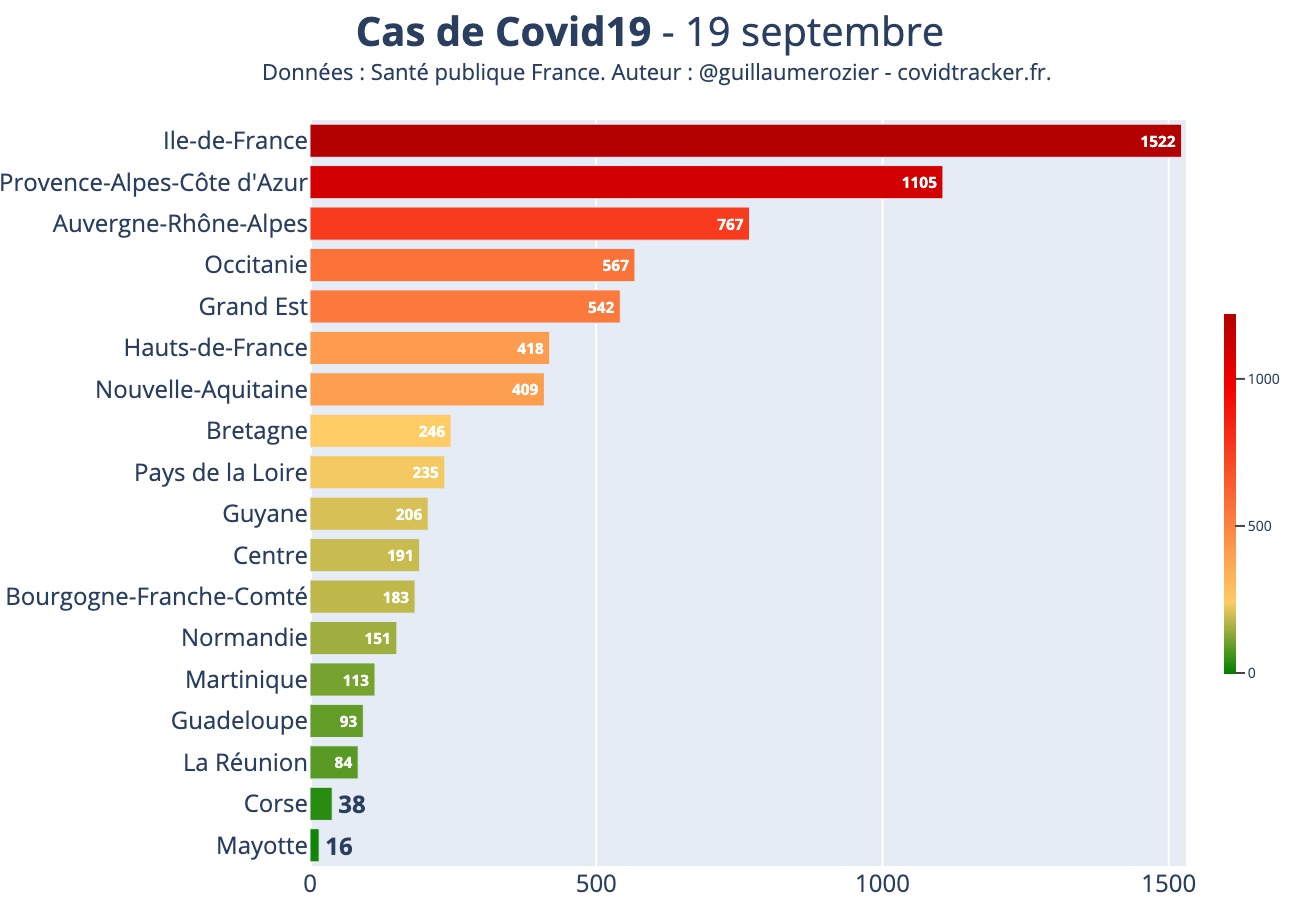 Cas de Covid19 - 19 septembre
Données : Santé publique France. Auteur : @guillaumerozier - covidtracker.fr.
Ile-de-France 1522
Provence-Alpes-Côte d'Azur 1105
Auvergne-Rhône-Alpes 767
Occitanie 567
Grand Est 542
Hauts-de-France 418
Nouvelle-Aquitaine 409
Bretagne 246
Pays de la Loire 235
Guyane 206
Centre 191
Bourgogne-Franche-Comté 183
Normandie 151
Martinique 113
Guadeloupe 93
La Réunion 84
Corse 38
Mayotte 16
0 500 1000 1500
1000
500
0